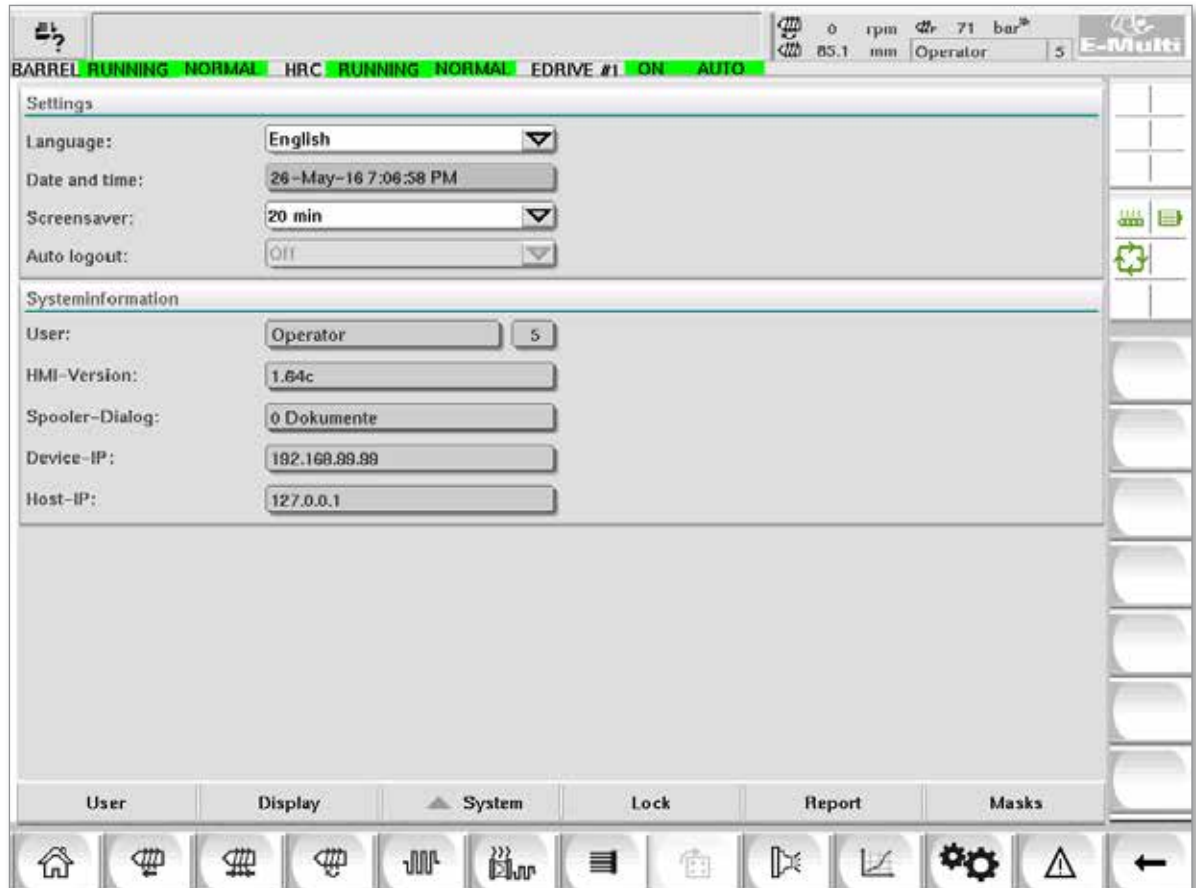 0 rpm 71 bar
85.1 mm Operator 5 E-Multi
BARREL RUNNING NORMAL HRC RUNNING NORMAL EDRIVE #1 ON AUTO
Settings
Language: English
Date and time: 26-May-16 7:06:58 PM
Screensaver: 20 min
Auto logout: Off
Systeminformation
User: Operator 5
HMI-Version: 1.64c
Spooler-Dialog: 0 Dokumente
Device-IP: 192.168.99.99
Host-IP: 127.0.0.1
User Display System Lock Report Masks